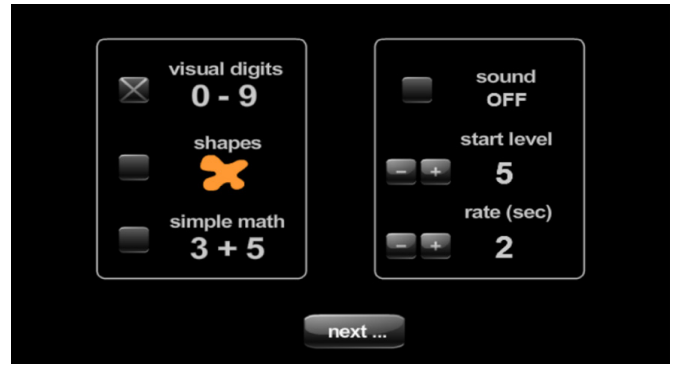 visual digits
0 - 9
shapes
simple math
3 + 5
sound
OFF
start level
- +
5
rate (sec)
- +
2
next ...